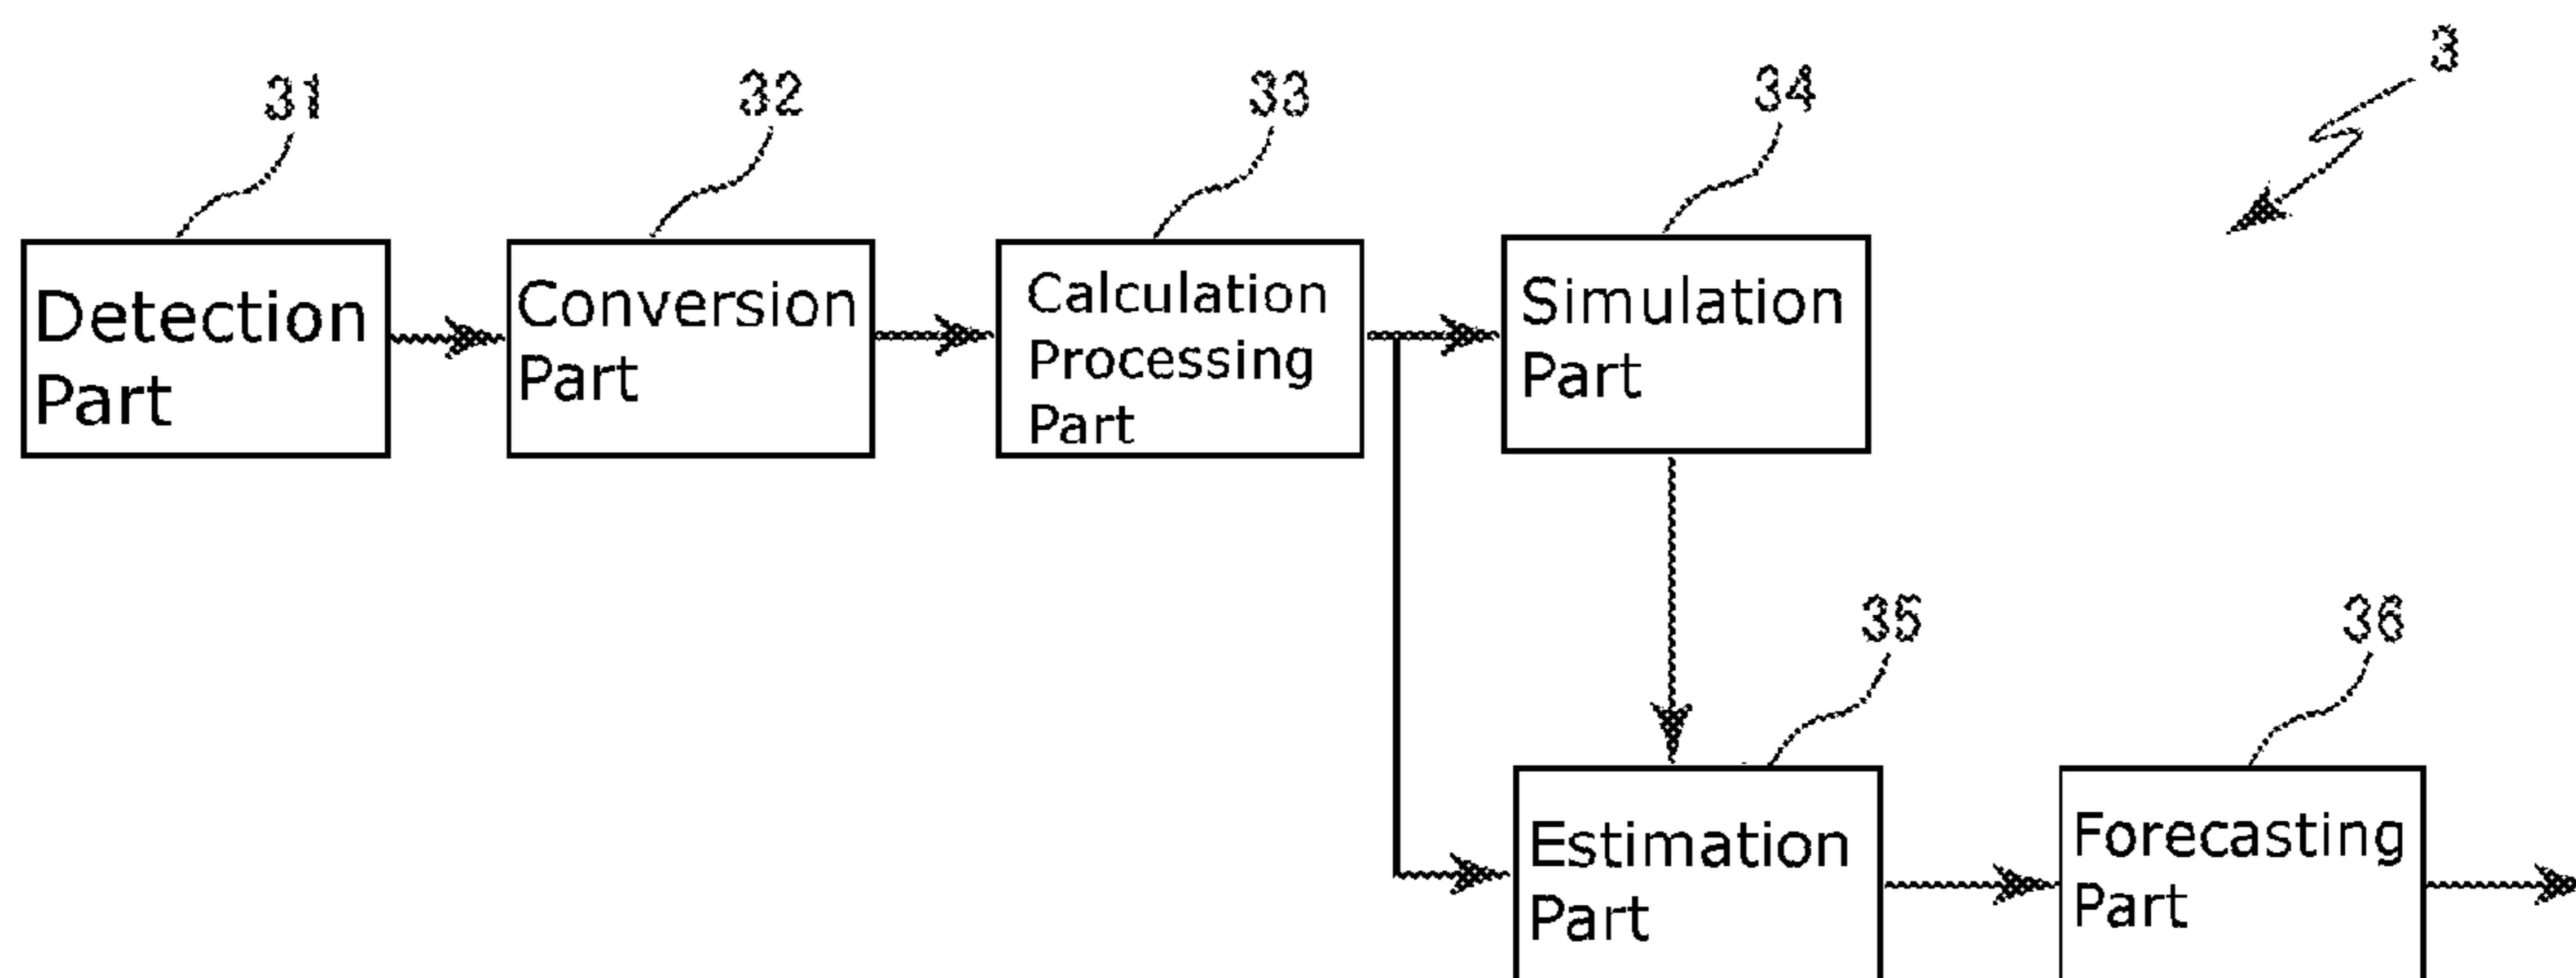 3
31
32
33
34
Detection
Part
Conversion
Part
Calculation
Processing
Part
Simulation
Part
35
36
Estimation
Part
Forecasting
Part